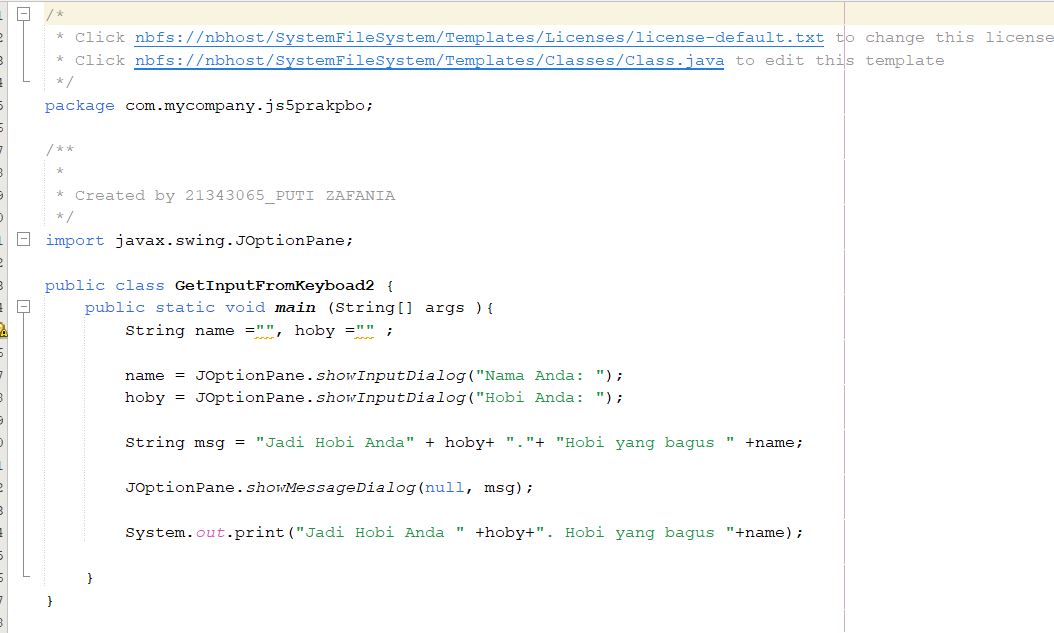 /*
 * Click nbfs://nbhost/SystemFileSystem/Templates/Licenses/license-default.txt to change this license
 * Click nbfs://nbhost/SystemFileSystem/Templates/Classes/Class.java to edit this template
 */
package com.mycompany.js5prakpbo;
/**
 *
 * Created by 21343065_PUTI ZAFANIA
 */
import javax.swing.JOptionPane;
public class GetInputFromKeyboad2 {
    public static void main (String[] args ){
        String name ="", hoby ="" ;
        name = JOptionPane.showInputDialog("Nama Anda: ");
        hoby = JOptionPane.showInputDialog("Hobi Anda: ");
        String msg = "Jadi Hobi Anda" + hoby+ "."+ "Hobi yang bagus " +name;
        JOptionPane.showMessageDialog(null, msg);
        System.out.print("Jadi Hobi Anda " +hoby+". Hobi yang bagus "+name);
    }
}